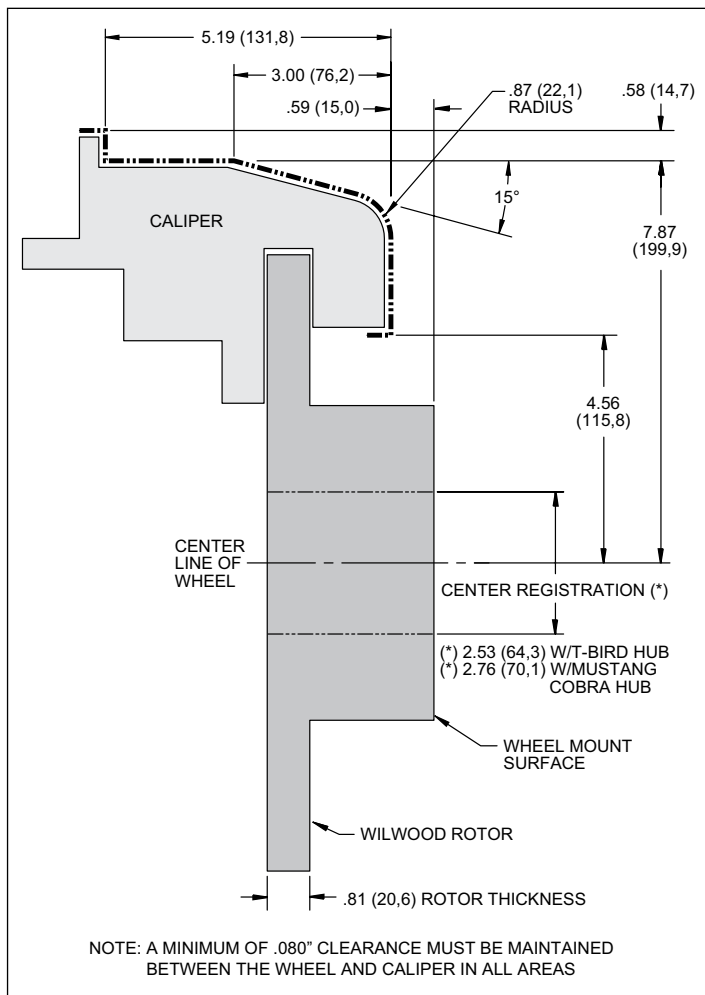 5.19 (131,8)
3.00 (76,2)
.59 (15,0)
.87 (22,1)
RADIUS
.58 (14,7)
15°
CALIPER
7.87
(199,9)
4.56
(115,8)
CENTER
LINE OF
WHEEL
CENTER REGISTRATION (*)
(*) 2.53 (64,3) W/T-BIRD HUB
(*) 2.76 (70,1) W/MUSTANG
COBRA HUB
WHEEL MOUNT
SURFACE
WILWOOD ROTOR
.81 (20,6) ROTOR THICKNESS
NOTE: A MINIMUM OF .080" CLEARANCE MUST BE MAINTAINED
BETWEEN THE WHEEL AND CALIPER IN ALL AREAS